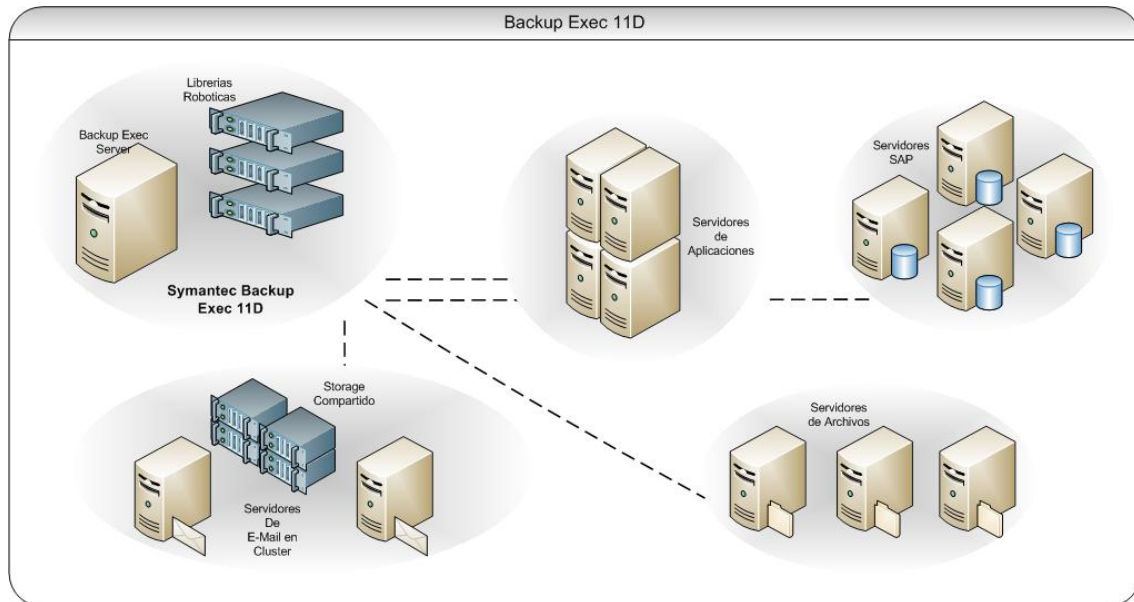 Backup Exec 11D
Librerias
Roboticas
Backup Exec
Server
Symantec Backup
Exec 11D
Servidores
de
Aplicaciones
Servidores
SAP
Storage
Compartido
Servidores
De
E-Mail en
Cluster
Servidores
de Archivos